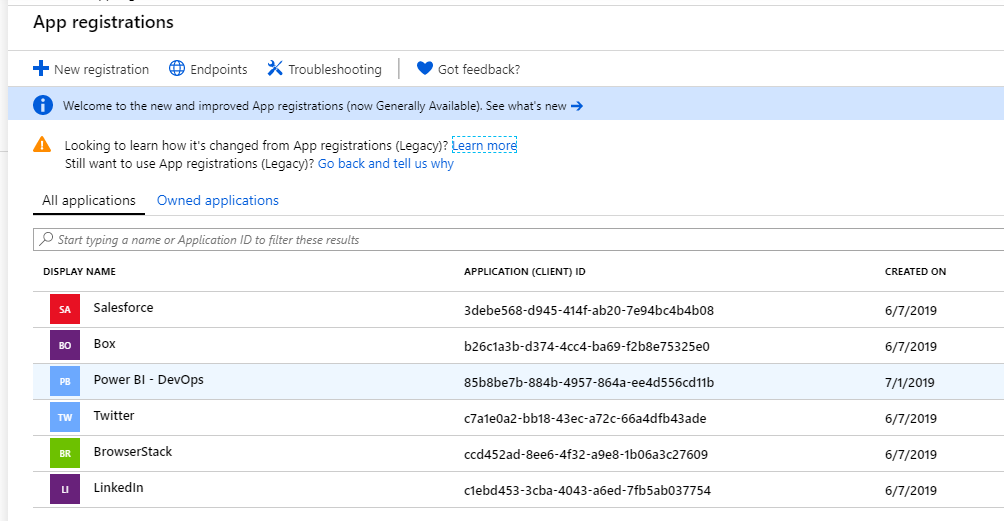 App registrations
New registration Endpoints Troubleshooting Got feedback?
Welcome to the new and improved App registrations (now Generally Available). See what's new →
Looking to learn how it's changed from App registrations (Legacy)? Learn more
Still want to use App registrations (Legacy)? Go back and tell us why
All applications Owned applications
Start typing a name or Application ID to filter these results
DISPLAY NAME APPLICATION (CLIENT) ID CREATED ON
SA Salesforce 3debe568-d945-414f-ab20-7e94bc4b4b08 6/7/2019
BO Box b26c1a3b-d374-4cc4-ba69-f2b8e75325e0 6/7/2019
PB Power BI - DevOps 85b8be7b-884b-4957-864a-ee4d556cd11b 7/1/2019
TW Twitter c7a1e0a2-bb18-43ec-a72c-66a4dfb43ade 6/7/2019
BR BrowserStack ccd452ad-8ee6-4f32-a9e8-1b06a3c27609 6/7/2019
LI LinkedIn c1ebd453-3cba-4043-a6ed-7fb5ab037754 6/7/2019